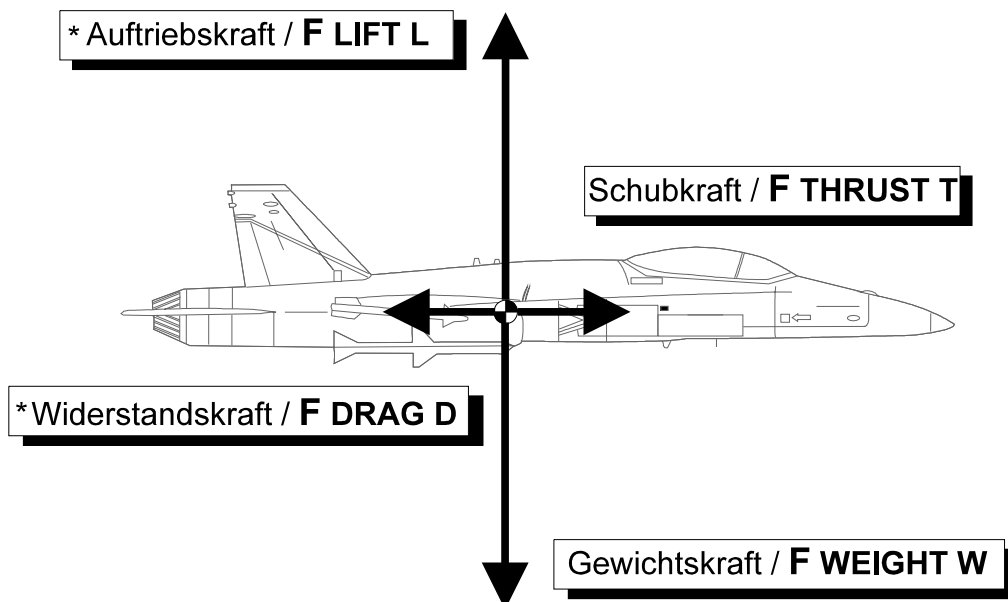 * Auftriebskraft / F LIFT L
Schubkraft / F THRUST T
* Widerstandskraft / F DRAG D
Gewichtskraft / F WEIGHT W